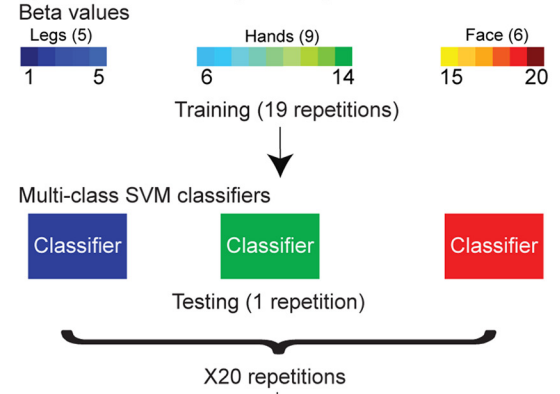 Beta values
Legs (5) Hands (9) Face (6)
1 5 6 14 15 20
Training (19 repetitions)
Multi-class SVM classifiers
Classifier Classifier Classifier
Testing (1 repetition)
X20 repetitions